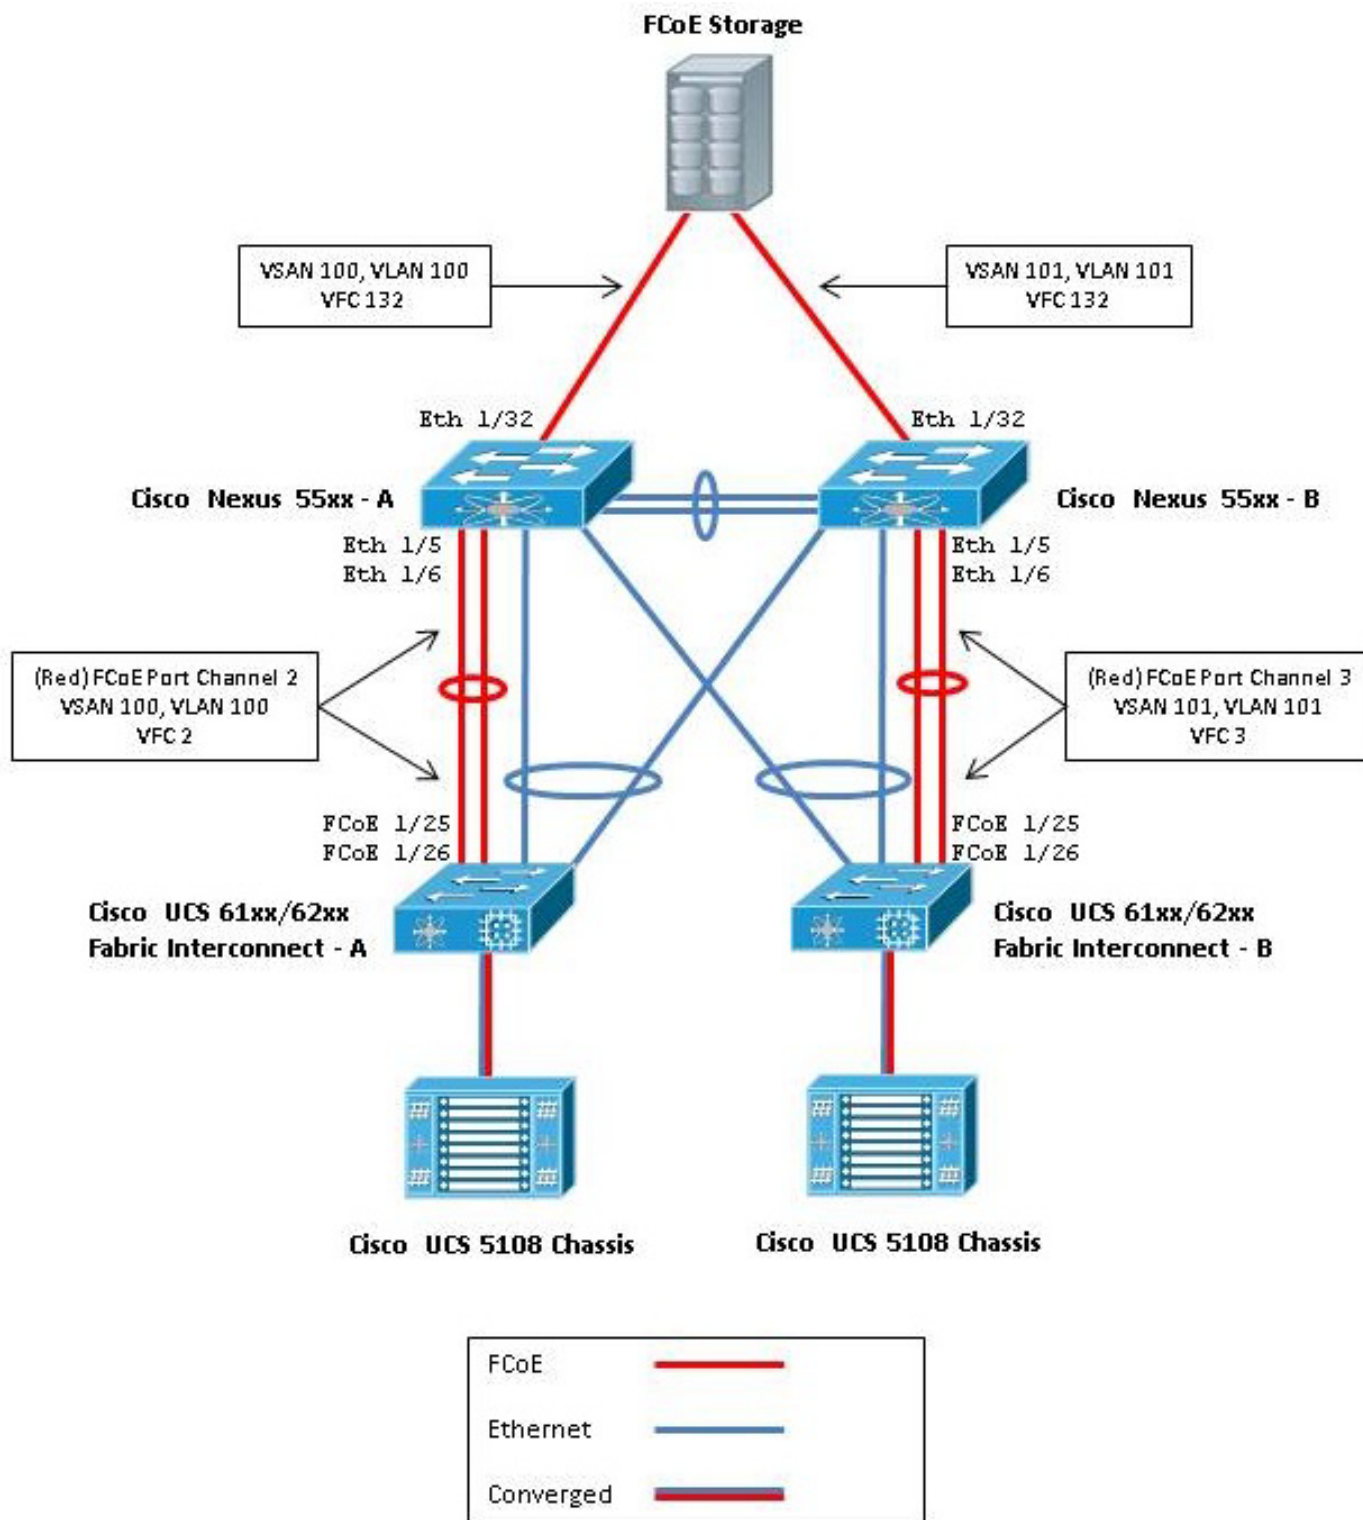 FCoE Storage
VSAN 100, VLAN 100
VFC 132
VSAN 101, VLAN 101
VFC 132
Eth 1/32
Eth 1/32
Cisco Nexus 55xx - A
Cisco Nexus 55xx - B
Eth 1/5
Eth 1/6
Eth 1/5
Eth 1/6
(Red) FCoE Port Channel 2
VSAN 100, VLAN 100
VFC 2
(Red) FCoE Port Channel 3
VSAN 101, VLAN 101
VFC 3
FCoE 1/25
FCoE 1/26
FCoE 1/25
FCoE 1/26
Cisco UCS 61xx/62xx
Fabric Interconnect - A
Cisco UCS 61xx/62xx
Fabric Interconnect - B
Cisco UCS 5108 Chassis
Cisco UCS 5108 Chassis
FCoE
Ethernet
Converged